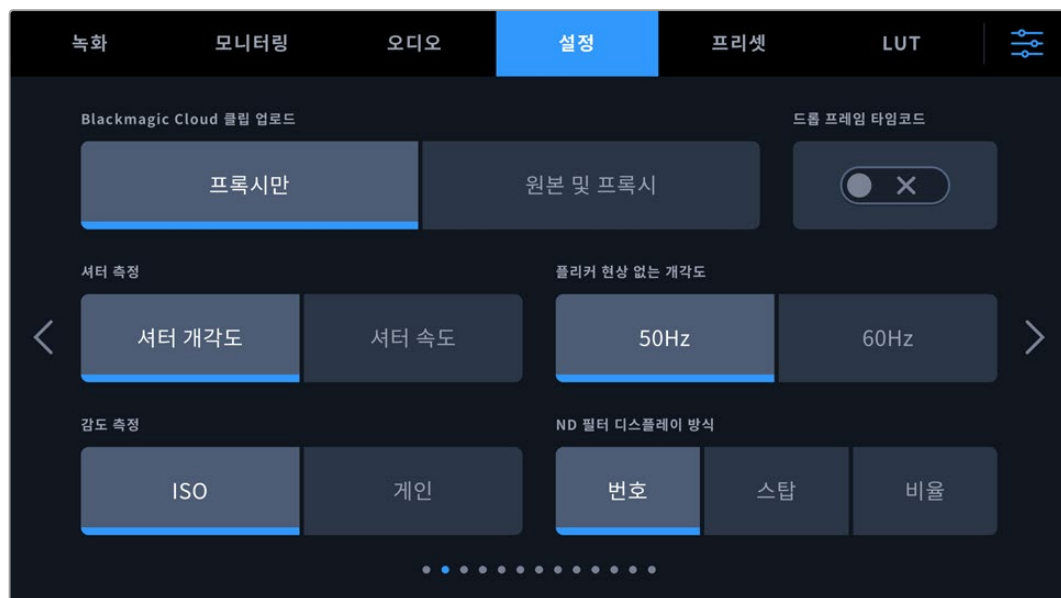 녹화 모니터링 오디오 설정 프리셋 LUT
Blackmagic Cloud 클립 업로드 드롭 프레임 타임코드
프록시만 원본 및 프록시
셔터 측정 플리커 현상 없는 개각도
셔터 개각도 셔터 속도 50Hz 60Hz
감도 측정 ND 필터 디스플레이 방식
ISO 게인 번호 스탑 비율